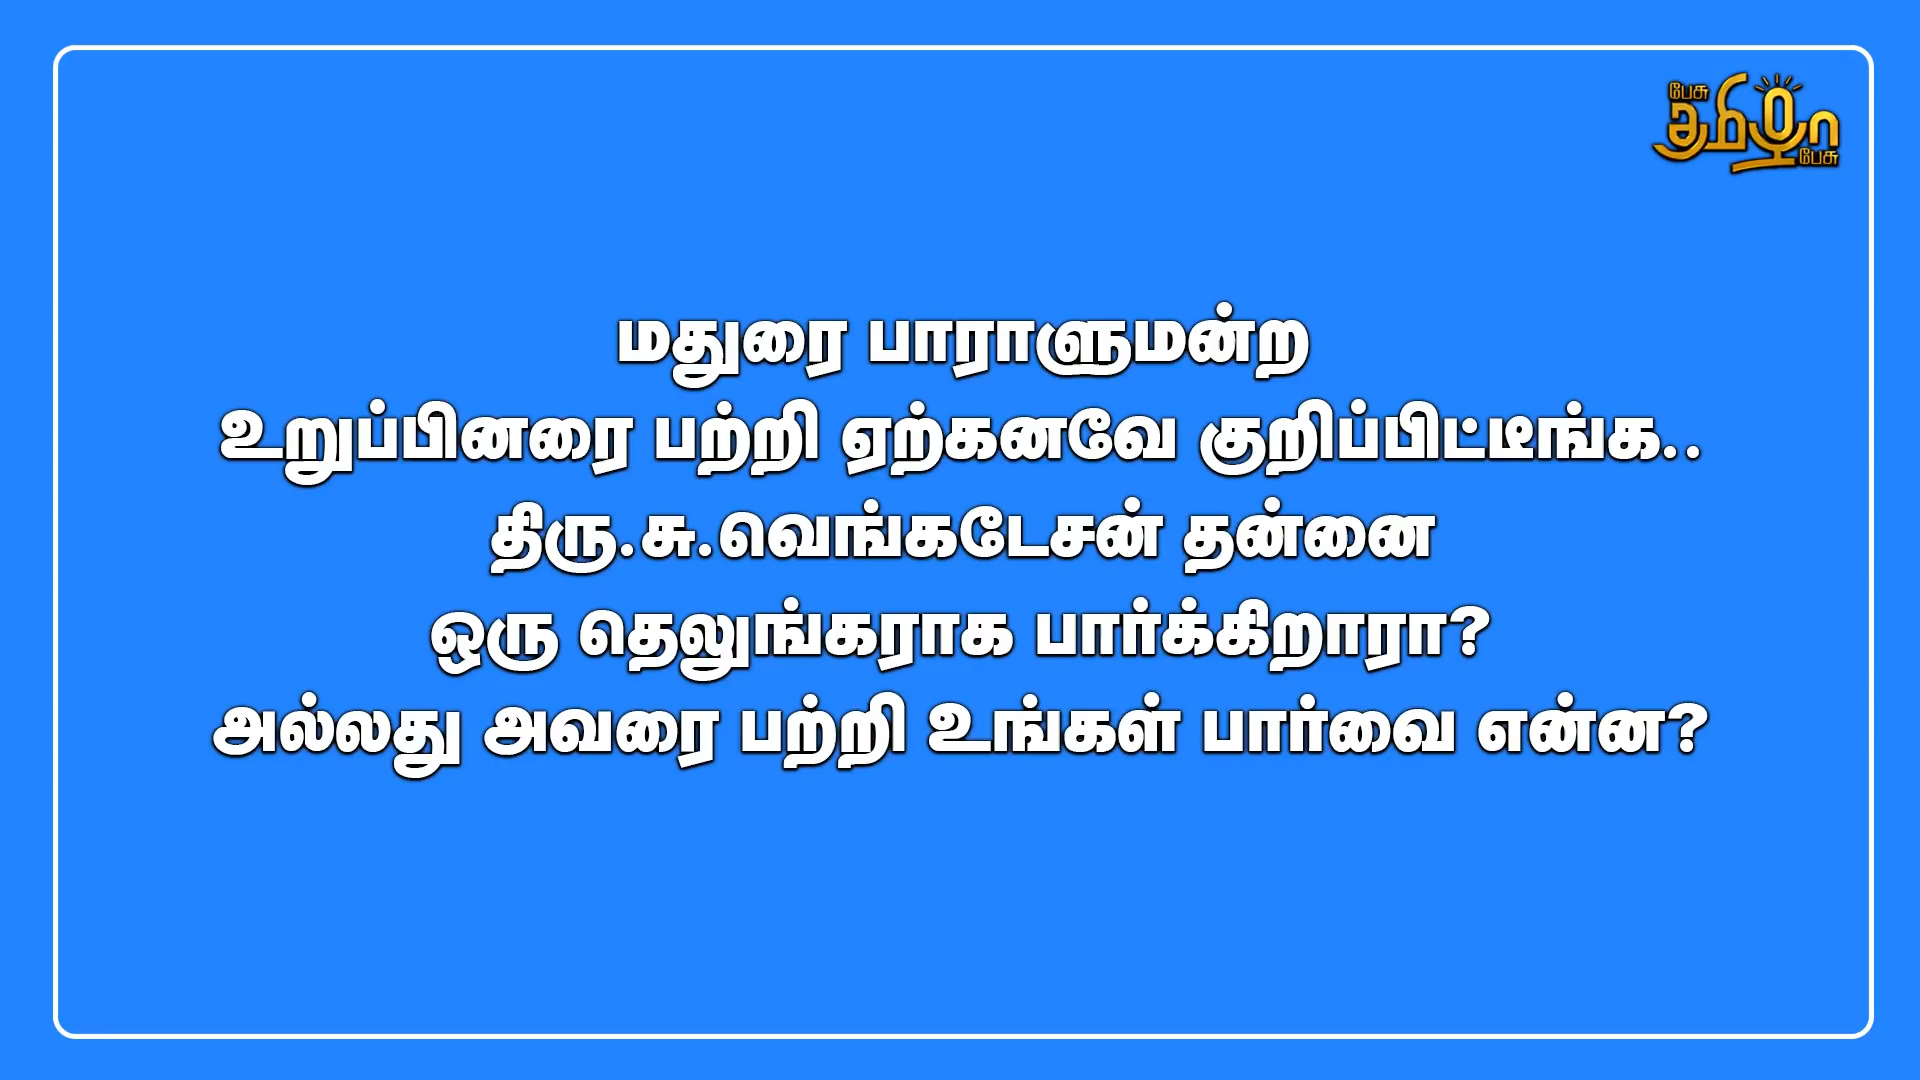 பேசு
தமிழா
பேசு
மதுரை பாராளுமன்ற
உறுப்பினரை பற்றி ஏற்கனவே குறிப்பிட்டீங்க..
திரு.சு.வெங்கடேசன் தன்னை
ஒரு தெலுங்கராக பார்க்கிறாரா?
அல்லது அவரை பற்றி உங்கள் பார்வை என்ன?